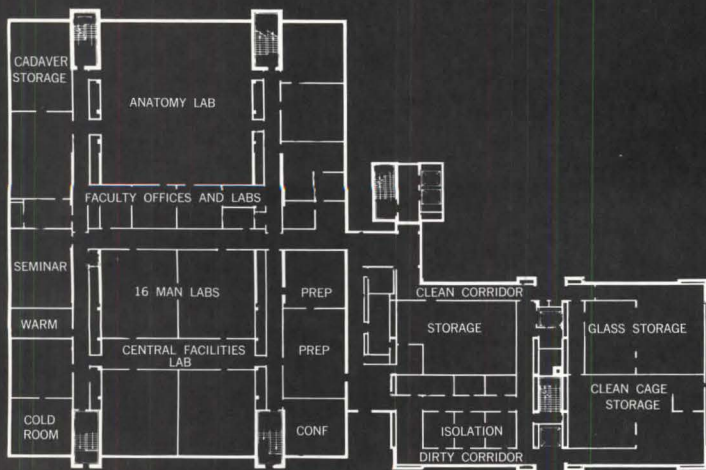 CADAVER
STORAGE
ANATOMY LAB
FACULTY OFFICES AND LABS
SEMINAR
16 MAN LABS
PREP
CLEAN CORRIDOR
WARM
STORAGE
GLASS STORAGE
CENTRAL FACILITIES
LAB
PREP
CLEAN CAGE
STORAGE
COLD
ROOM
CONF
ISOLATION
DIRTY CORRIDOR